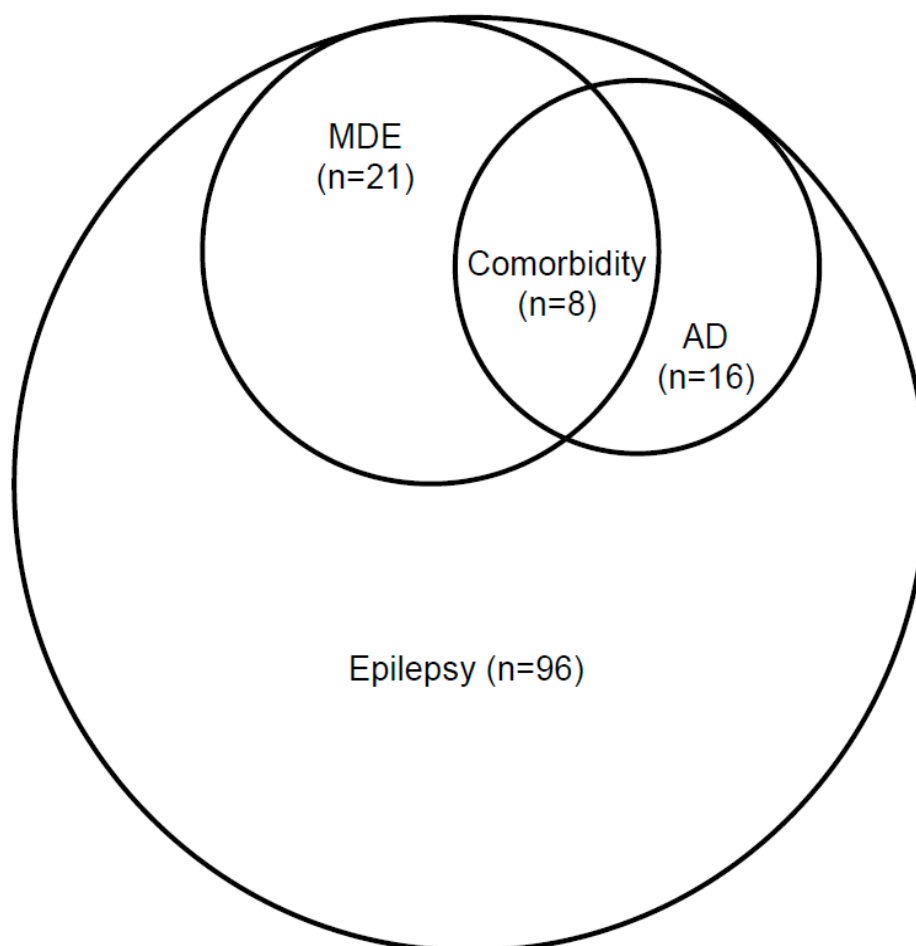 MDE
(n=21)
Comorbidity
(n=8)
AD
(n=16)
Epilepsy (n=96)